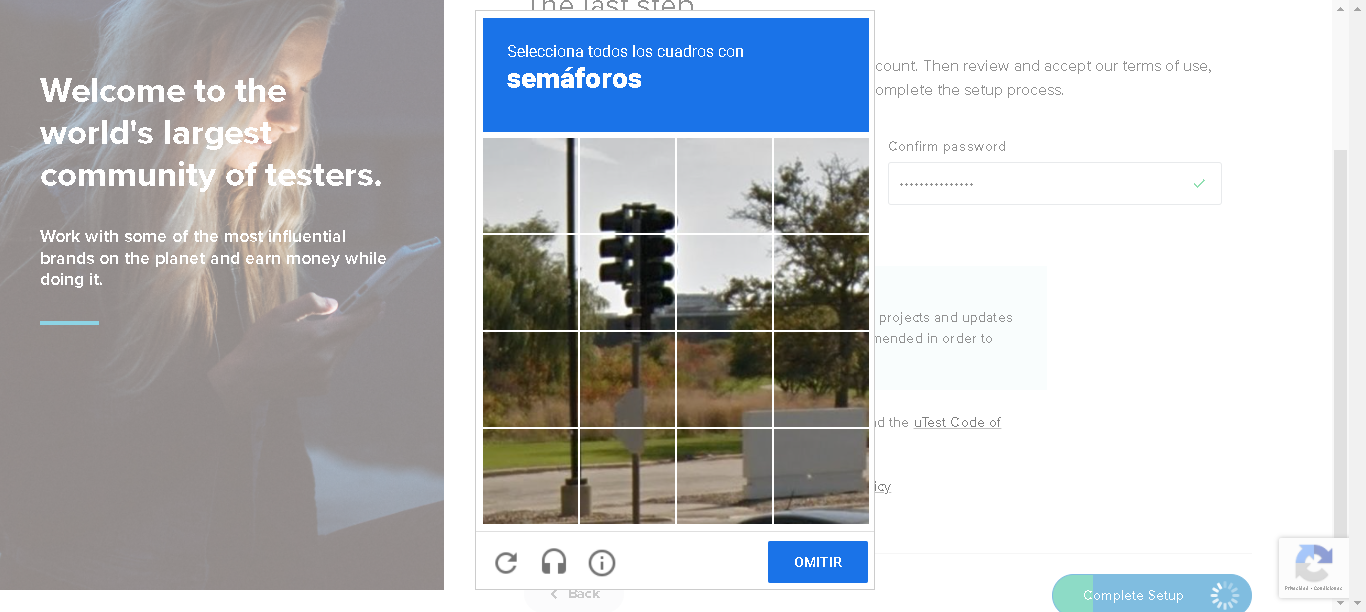 Welcome to the
world's largest
community of testers.
Work with some of the most influential
brands on the planet and earn money while
doing it.
The last step
Selecciona todos los cuadros con
semáforos
OMITIR
count. Then review and accept our terms of use,
omplete the setup process.
Confirm password
projects and updates
mended in order to
d the uTest Code of
icy
Back
Complete Setup
Privacidad - Condiciones